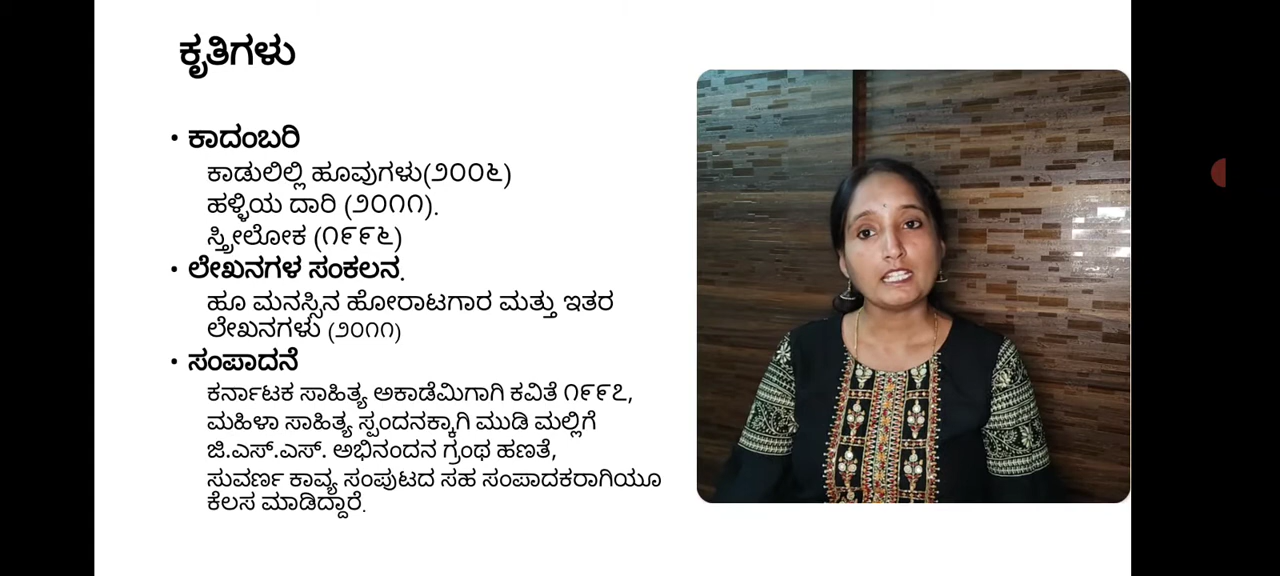 ಕೃತಿಗಳು
• ಕಾದಂಬರಿ
ಕಾಡುಲಿಲ್ಲಿ ಹೂವುಗಳು(೨೦೦೬)
ಹಳ್ಳಿಯ ದಾರಿ (೨೦೧೧).
ಸ್ತ್ರೀಲೋಕ (೧೯೯೬)
• ಲೇಖನಗಳ ಸಂಕಲನ.
ಹೂ ಮನಸ್ಸಿನ ಹೋರಾಟಗಾರ ಮತ್ತು ಇತರ
ಲೇಖನಗಳು (೨೦೧೧)
• ಸಂಪಾದನೆ
ಕರ್ನಾಟಕ ಸಾಹಿತ್ಯ ಅಕಾಡೆಮಿಗಾಗಿ ಕವಿತೆ ೧೯೯೭,
ಮಹಿಳಾ ಸಾಹಿತ್ಯ ಸ್ಪಂದನಕ್ಕಾಗಿ ಮುಡಿ ಮಲ್ಲಿಗೆ
ಜಿ.ಎಸ್.ಎಸ್. ಅಭಿನಂದನ ಗ್ರಂಥ ಹಣತೆ,
ಸುವರ್ಣ ಕಾವ್ಯ ಸಂಪುಟದ ಸಹ ಸಂಪಾದಕರಾಗಿಯೂ
ಕೆಲಸ ಮಾಡಿದ್ದಾರೆ.